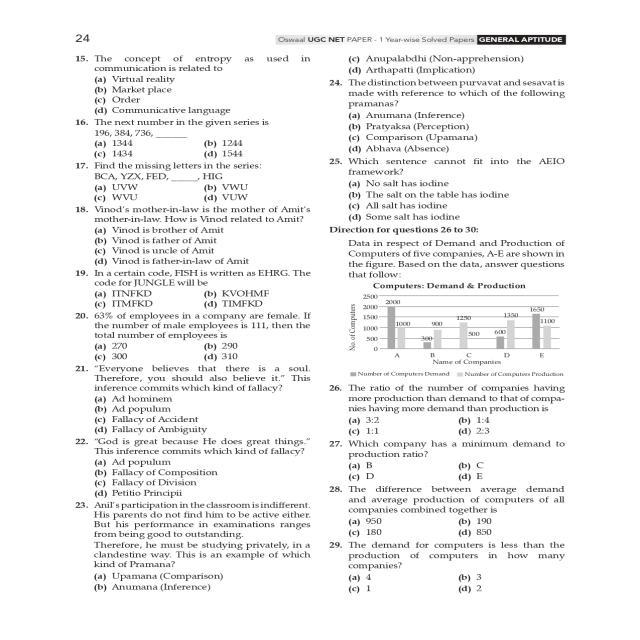 24
Oswaal UGC NET PAPER - 1 Year-wise Solved Papers GENERAL APTITUDE
15. The concept of entropy as used in
communication is related to
(a) Virtual reality
(b) Market place
(c) Order
(d) Communicative language
16. The next number in the given series is
196, 384, 736, ______
(a) 1344 (b) 1244
(c) 1434 (d) 1544
17. Find the missing letters in the series:
BCA, YZX, FED, _____, HIG
(a) UVW (b) VWU
(c) WVU (d) VUW
18. Vinod's mother-in-law is the mother of Amit's
mother-in-law. How is Vinod related to Amit?
(a) Vinod is brother of Amit
(b) Vinod is father of Amit
(c) Vinod is uncle of Amit
(d) Vinod is father-in-law of Amit
19. In a certain code, FISH is written as EHRG. The
code for JUNGLE will be
(a) ITNFKD (b) KVOHMF
(c) ITMFKD (d) TIMFKD
20. 63% of employees in a company are female. If
the number of male employees is 111, then the
total number of employees is
(a) 270 (b) 290
(c) 300 (d) 310
21. "Everyone believes that there is a soul.
Therefore, you should also believe it." This
inference commits which kind of fallacy?
(a) Ad hominem
(b) Ad populum
(c) Fallacy of Accident
(d) Fallacy of Ambiguity
22. "God is great because He does great things."
This inference commits which kind of fallacy?
(a) Ad populum
(b) Fallacy of Composition
(c) Fallacy of Division
(d) Petitio Principii
23. Anil's participation in the classroom is indifferent.
His parents do not find him to be active either.
But his performance in examinations ranges
from being good to outstanding.
Therefore, he must be studying privately, in a
clandestine way. This is an example of which
kind of Pramana?
(a) Upamana (Comparison)
(b) Anumana (Inference)
(c) Anupalabdhi (Non-apprehension)
(d) Arthapatti (Implication)
24. The distinction between purvavat and sesavat is
made with reference to which of the following
pramanas?
(a) Anumana (Inference)
(b) Pratyaksa (Perception)
(c) Comparison (Upamana)
(d) Abhava (Absence)
25. Which sentence cannot fit into the AEIO
framework?
(a) No salt has iodine
(b) The salt on the table has iodine
(c) All salt has iodine
(d) Some salt has iodine
Direction for questions 26 to 30:
Data in respect of Demand and Production of
Computers of five companies, A-E are shown in
the figure. Based on the data, answer questions
that follow:
Computers: Demand & Production
No. of Computers
2500
2000
1500
1000
500
0
2000 1000 300 900 1250 500 600 1350 1650 1100
A B C D E
Name of Companies
Number of Computers Demand Number of Computers Production
26. The ratio of the number of companies having
more production than demand to that of compa-
nies having more demand than production is
(a) 3:2 (b) 1:4
(c) 1:1 (d) 2:3
27. Which company has a minimum demand to
production ratio?
(a) B (b) C
(c) D (d) E
28. The difference between average demand
and average production of computers of all
companies combined together is
(a) 950 (b) 190
(c) 180 (d) 850
29. The demand for computers is less than the
production of computers in how many
companies?
(a) 4 (b) 3
(c) 1 (d) 2